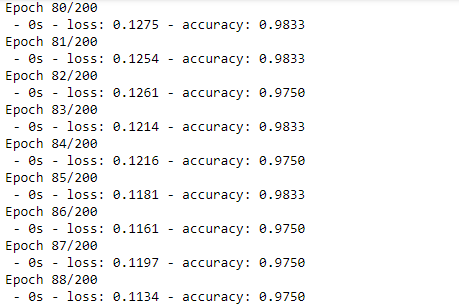 Epoch 80/200
 - 0s - loss: 0.1275 - accuracy: 0.9833
Epoch 81/200
 - 0s - loss: 0.1254 - accuracy: 0.9833
Epoch 82/200
 - 0s - loss: 0.1261 - accuracy: 0.9750
Epoch 83/200
 - 0s - loss: 0.1214 - accuracy: 0.9833
Epoch 84/200
 - 0s - loss: 0.1216 - accuracy: 0.9750
Epoch 85/200
 - 0s - loss: 0.1181 - accuracy: 0.9833
Epoch 86/200
 - 0s - loss: 0.1161 - accuracy: 0.9750
Epoch 87/200
 - 0s - loss: 0.1197 - accuracy: 0.9750
Epoch 88/200
 - 0s - loss: 0.1134 - accuracy: 0.9750